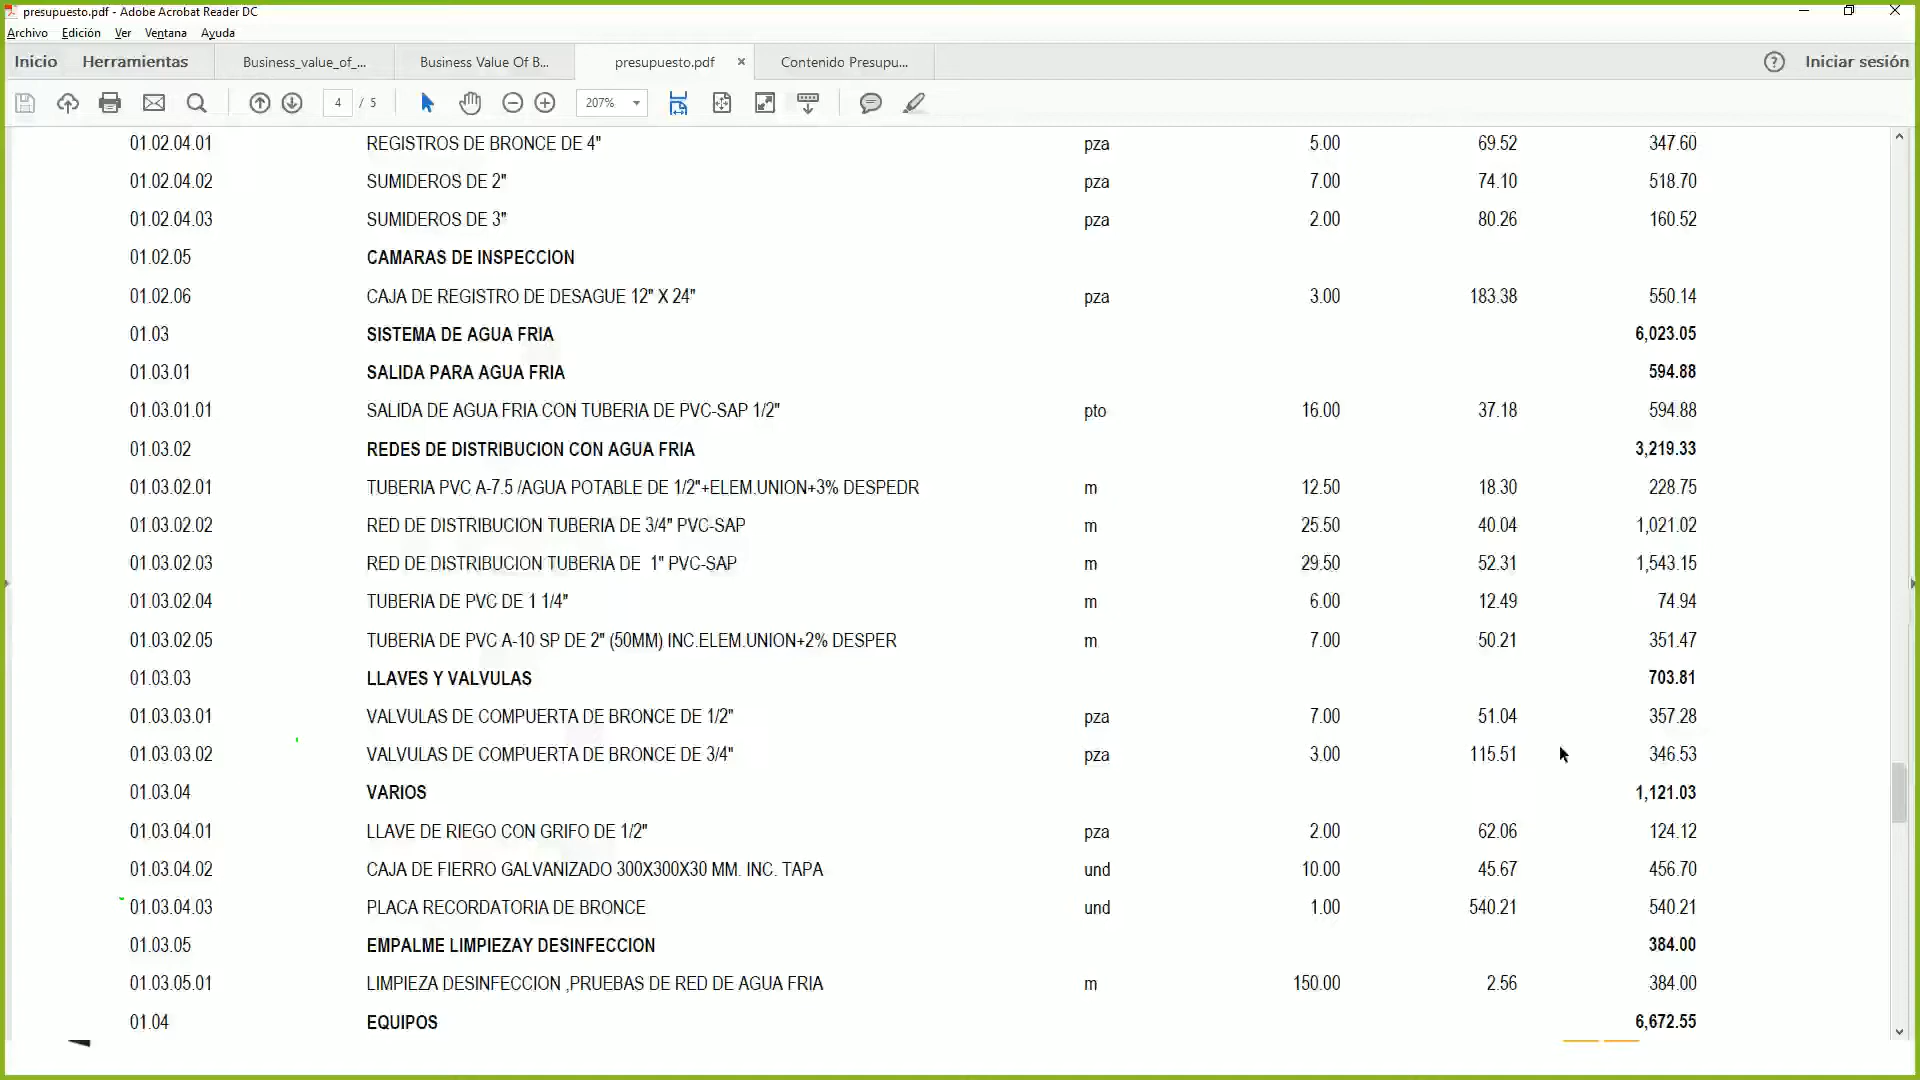 presupuesto.pdf - Adobe Acrobat Reader DC
Archivo Edición Ver Ventana Ayuda
Inicio Herramientas Business_value_of_... Business Value Of B... presupuesto.pdf × Contenido Presupu... ? Iniciar sesión
4 / 5 207%
01.02.04.01 REGISTROS DE BRONCE DE 4" pza 5.00 69.52 347.60
01.02.04.02 SUMIDEROS DE 2" pza 7.00 74.10 518.70
01.02.04.03 SUMIDEROS DE 3" pza 2.00 80.26 160.52
01.02.05 CAMARAS DE INSPECCION
01.02.06 CAJA DE REGISTRO DE DESAGUE 12" X 24" pza 3.00 183.38 550.14
01.03 SISTEMA DE AGUA FRIA 6,023.05
01.03.01 SALIDA PARA AGUA FRIA 594.88
01.03.01.01 SALIDA DE AGUA FRIA CON TUBERIA DE PVC-SAP 1/2" pto 16.00 37.18 594.88
01.03.02 REDES DE DISTRIBUCION CON AGUA FRIA 3,219.33
01.03.02.01 TUBERIA PVC A-7.5 /AGUA POTABLE DE 1/2"+ELEM.UNION+3% DESPEDR m 12.50 18.30 228.75
01.03.02.02 RED DE DISTRIBUCION TUBERIA DE 3/4" PVC-SAP m 25.50 40.04 1,021.02
01.03.02.03 RED DE DISTRIBUCION TUBERIA DE 1" PVC-SAP m 29.50 52.31 1,543.15
01.03.02.04 TUBERIA DE PVC DE 1 1/4" m 6.00 12.49 74.94
01.03.02.05 TUBERIA DE PVC A-10 SP DE 2" (50MM) INC.ELEM.UNION+2% DESPER m 7.00 50.21 351.47
01.03.03 LLAVES Y VALVULAS 703.81
01.03.03.01 VALVULAS DE COMPUERTA DE BRONCE DE 1/2" pza 7.00 51.04 357.28
01.03.03.02 VALVULAS DE COMPUERTA DE BRONCE DE 3/4" pza 3.00 115.51 346.53
01.03.04 VARIOS 1,121.03
01.03.04.01 LLAVE DE RIEGO CON GRIFO DE 1/2" pza 2.00 62.06 124.12
01.03.04.02 CAJA DE FIERRO GALVANIZADO 300X300X30 MM. INC. TAPA und 10.00 45.67 456.70
01.03.04.03 PLACA RECORDATORIA DE BRONCE und 1.00 540.21 540.21
01.03.05 EMPALME LIMPIEZAY DESINFECCION 384.00
01.03.05.01 LIMPIEZA DESINFECCION ,PRUEBAS DE RED DE AGUA FRIA m 150.00 2.56 384.00
01.04 EQUIPOS 6,672.55